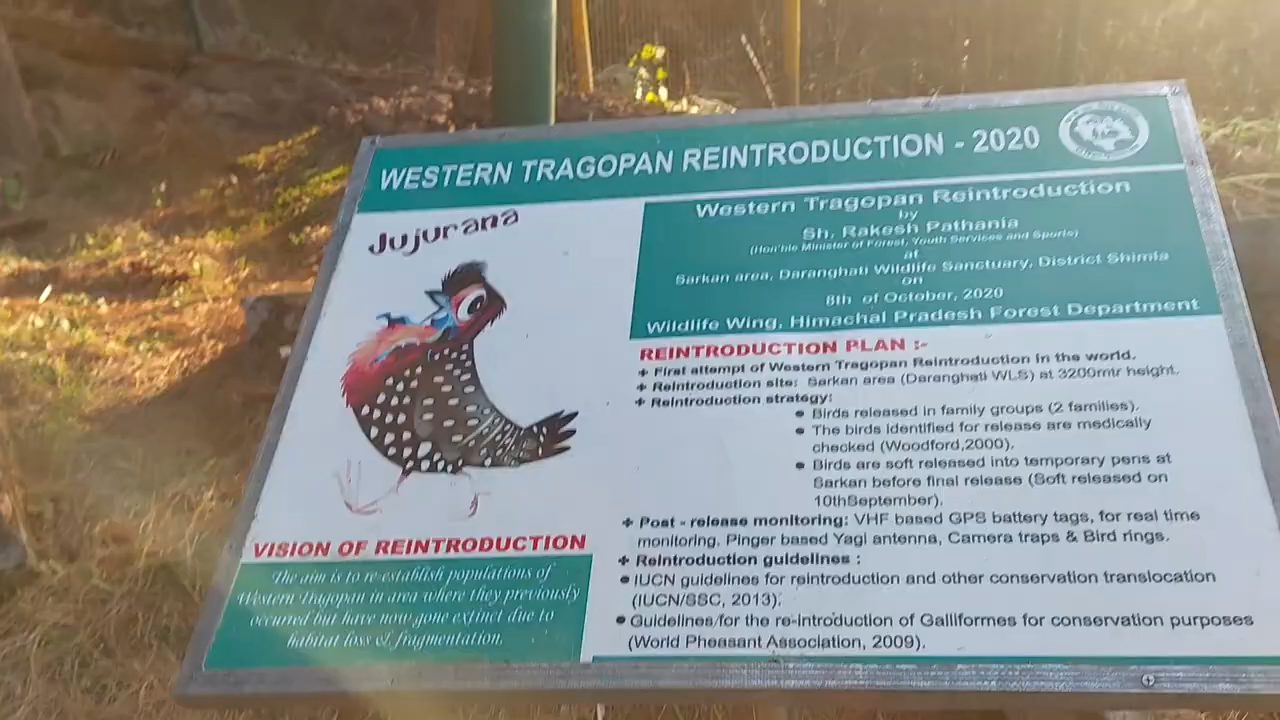 WESTERN TRAGOPAN REINTRODUCTION - 2020
Jujurana
Western Tragopan Reintroduction
by
Sh. Rakesh Pathania
(Hon'ble Minister of Forest, Youth Services and Sports)
at
Sarkan area, Daranghati Wildlife Sanctuary, District Shimla
on
8th of October, 2020
Wildlife Wing, Himachal Pradesh Forest Department
REINTRODUCTION PLAN :-
+ First attempt of Western Tragopan Reintroduction in the world.
+ Reintroduction site: Sarkan area (Daranghati WLS) at 3200mtr height.
+ Reintroduction strategy:
• Birds released in family groups (2 families).
• The birds identified for release are medically
checked (Woodford,2000).
• Birds are soft released into temporary pens at
Sarkan before final release (Soft released on
10thSeptember).
+ Post - release monitoring: VHF based GPS battery tags, for real time
monitoring. Pinger based Yagi antenna, Camera traps & Bird rings.
+ Reintroduction guidelines :
• IUCN guidelines for reintroduction and other conservation translocation
(IUCN/SSC, 2013).
• Guidelines for the re-introduction of Galliformes for conservation purposes
(World Pheasant Association, 2009).
VISION OF REINTRODUCTION
The aim is to re-establish populations of
Western Tragopan in area where they previously
occurred but have now gone extinct due to
habitat loss & fragmentation.